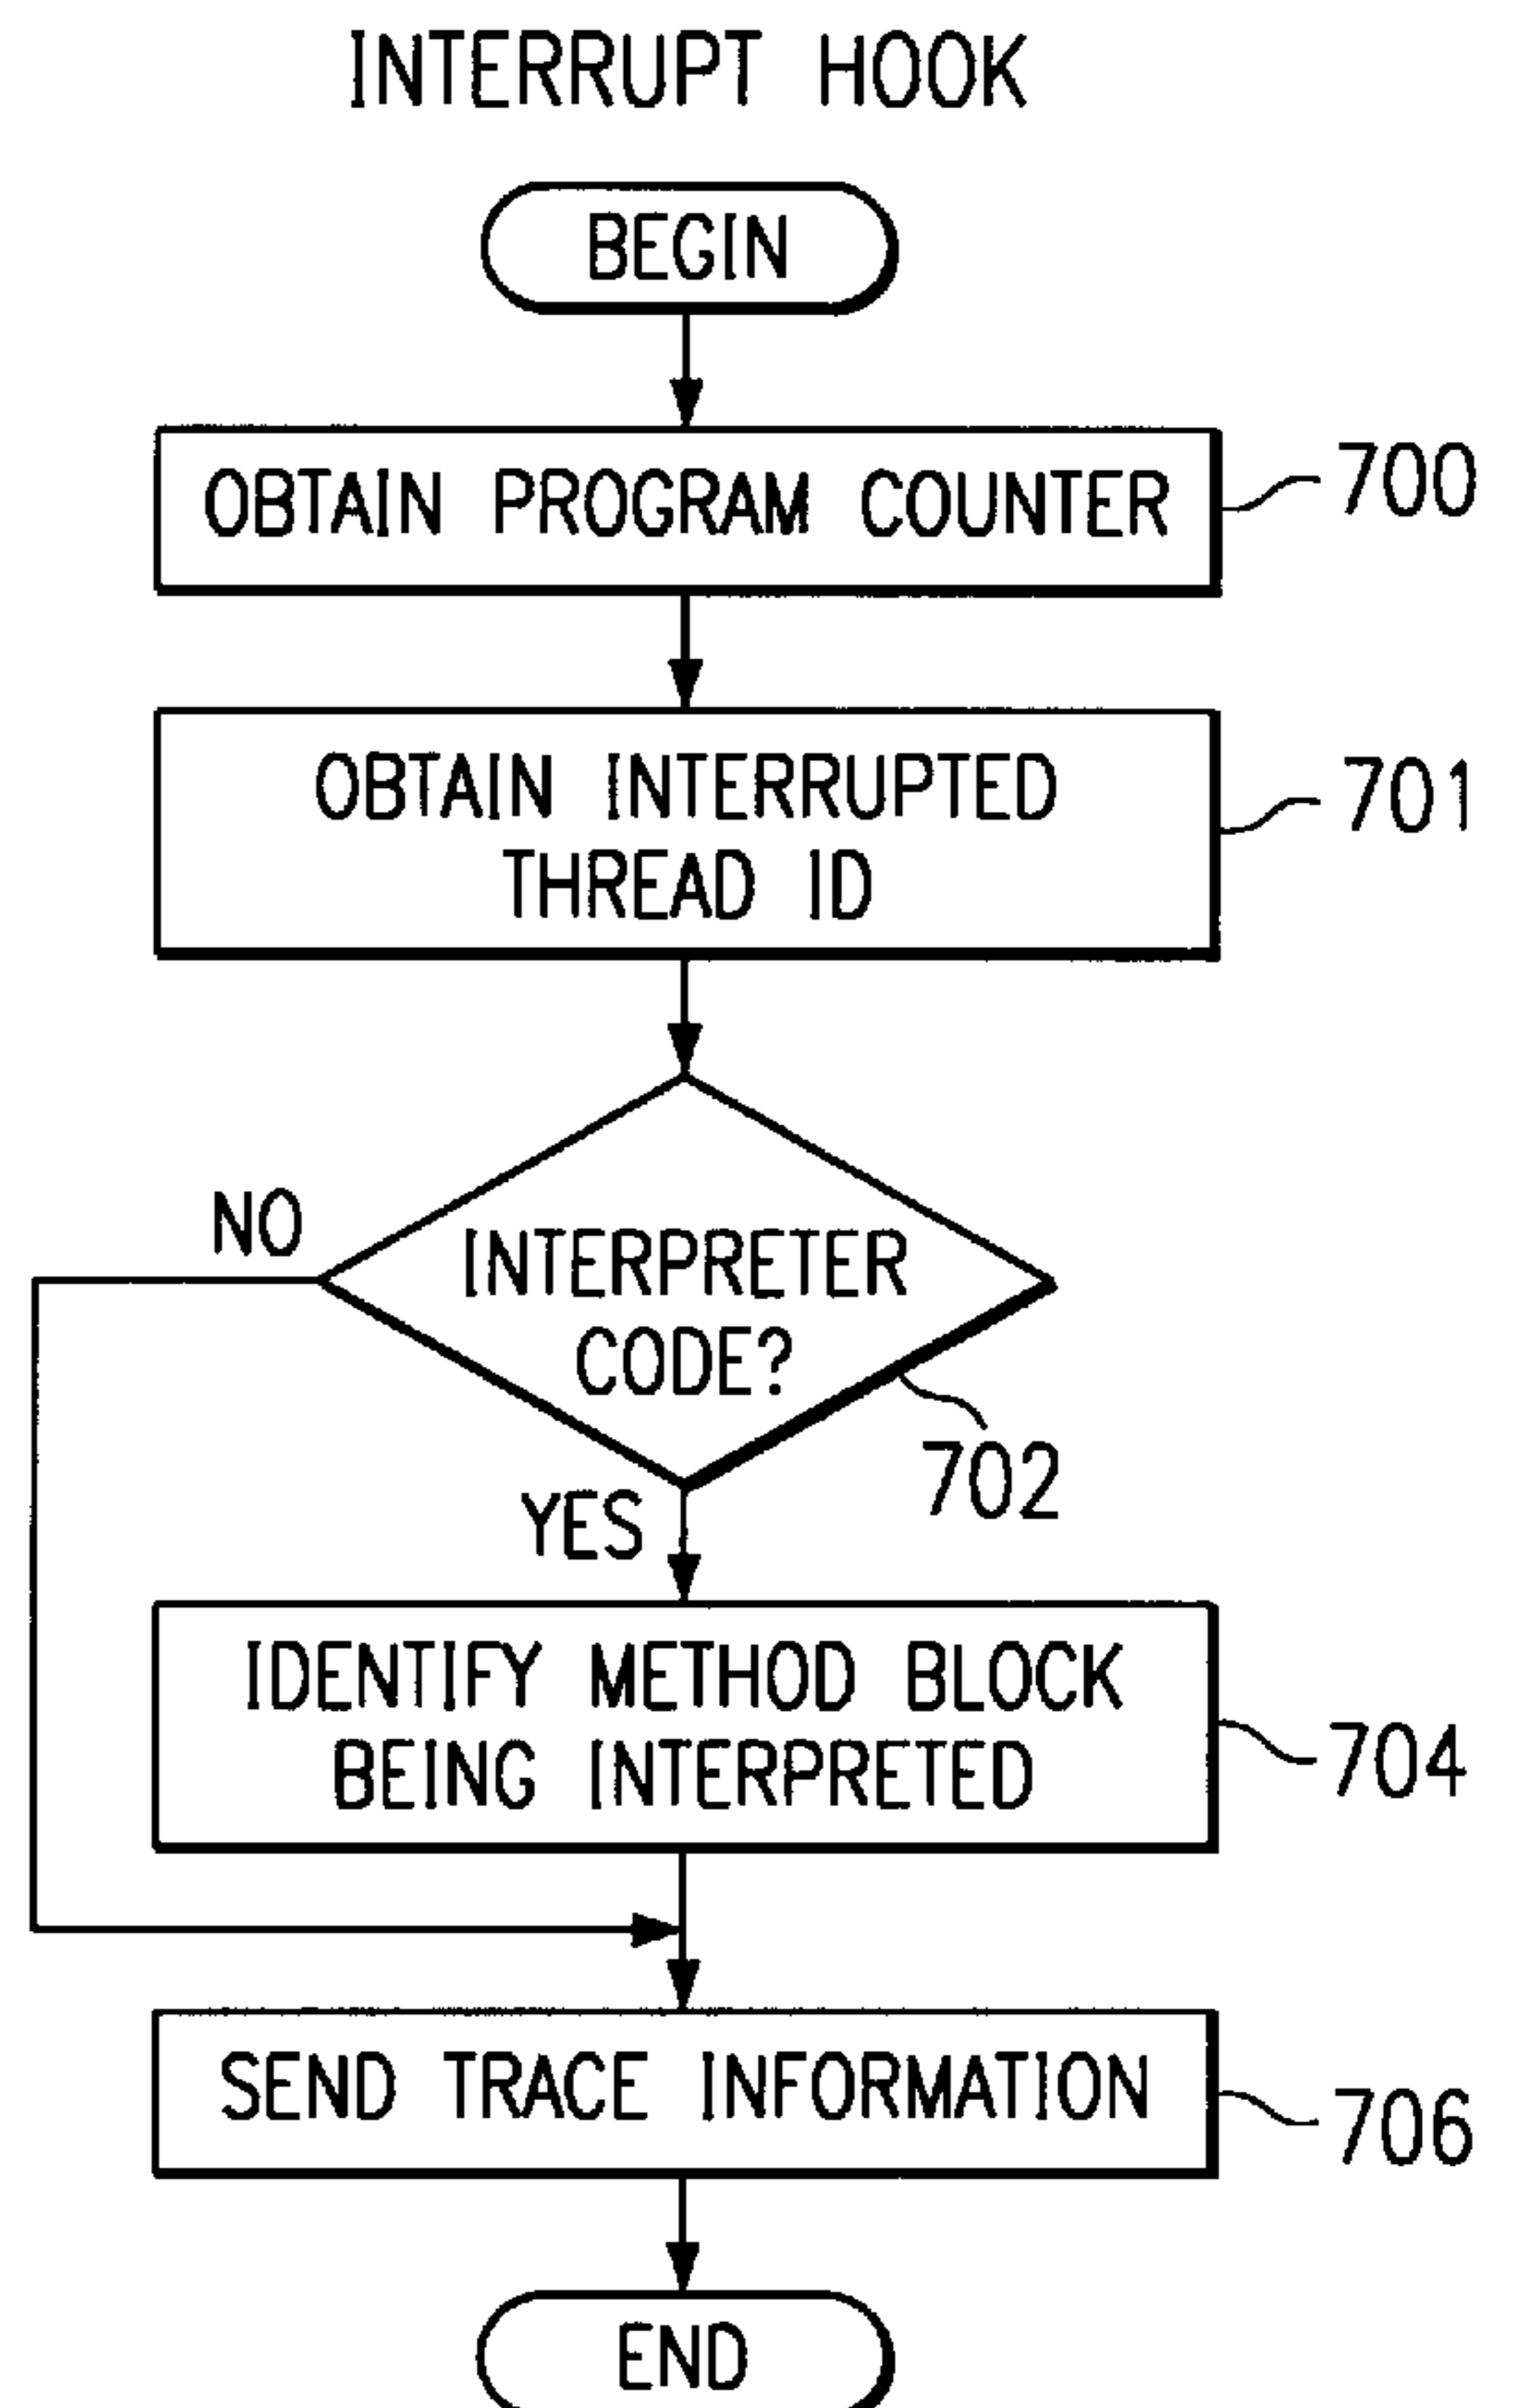 INTERRUPT HOOK
BEGIN
OBTAIN PROGRAM COUNTER
700
OBTAIN INTERRUPTED
THREAD ID
701
NO
INTERPRETER
CODE?
702
YES
IDENTIFY METHOD BLOCK
BEING INTERPRETED
704
SEND TRACE INFORMATION
706
END